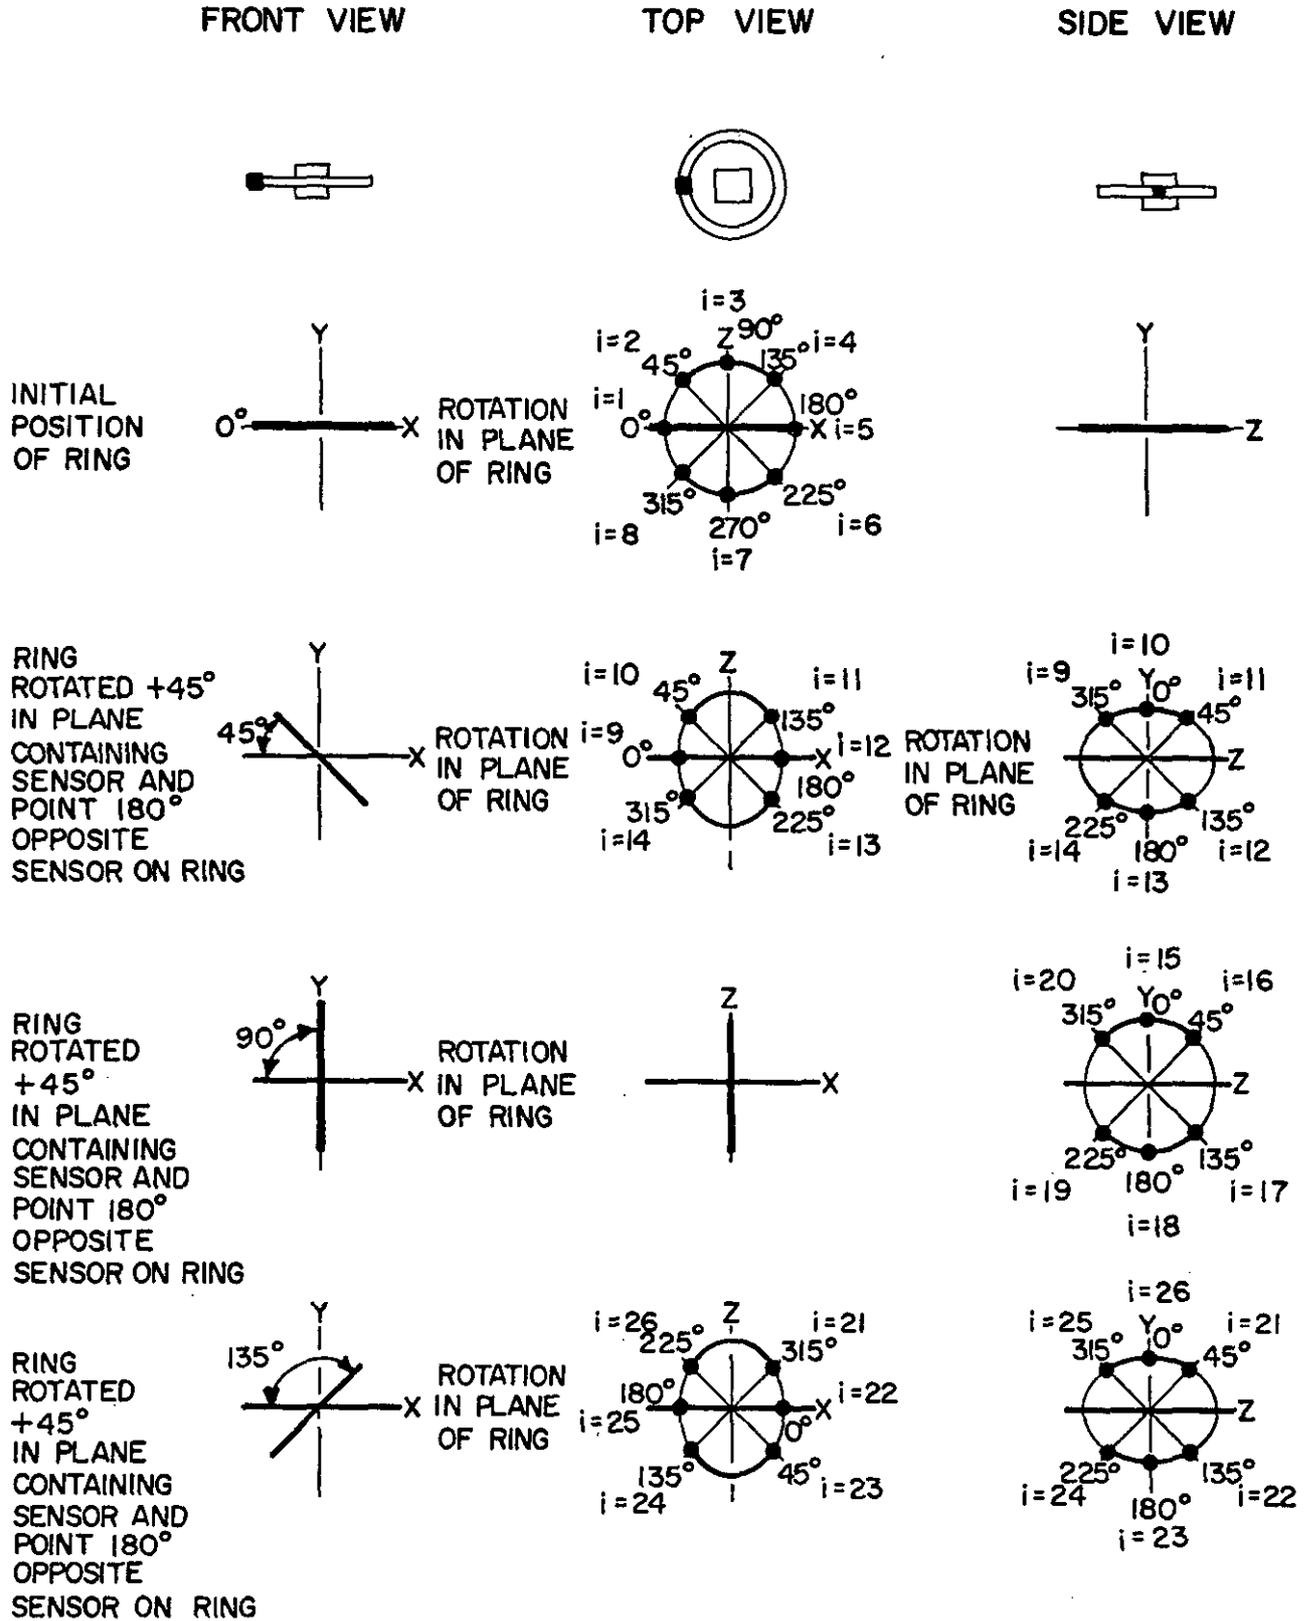 FRONT VIEW
TOP VIEW
SIDE VIEW
INITIAL
POSITION
OF RING
Y
0°
X
ROTATION
IN PLANE
OF RING
i=3
Z 90°
i=2
45°
135°
i=4
i=1
0°
180°
X i=5
315°
225°
i=8
270°
i=6
i=7
Y
Z
RING
ROTATED +45°
IN PLANE
CONTAINING
SENSOR AND
POINT 180°
OPPOSITE
SENSOR ON RING
Y
45°
X
ROTATION
IN PLANE
OF RING
Z
i=10
45°
i=11
135°
i=9
0°
X
i=12
180°
315°
225°
i=14
i=13
ROTATION
IN PLANE
OF RING
i=10
i=9
Y 0°
i=11
315°
45°
Z
225°
135°
i=14
180°
i=12
i=13
RING
ROTATED
+45°
IN PLANE
CONTAINING
SENSOR AND
POINT 180°
OPPOSITE
SENSOR ON RING
Y
90°
X
ROTATION
IN PLANE
OF RING
Z
X
i=15
i=20
Y 0°
i=16
315°
45°
Z
225°
135°
i=19
180°
i=17
i=18
RING
ROTATED
+45°
IN PLANE
CONTAINING
SENSOR AND
POINT 180°
OPPOSITE
SENSOR ON RING
Y
135°
X
ROTATION
IN PLANE
OF RING
Z
i=26
225°
i=21
315°
180°
i=25
X
i=22
0°
135°
45°
i=24
i=23
i=26
i=25
Y 0°
i=21
315°
45°
Z
225°
135°
i=24
180°
i=22
i=23